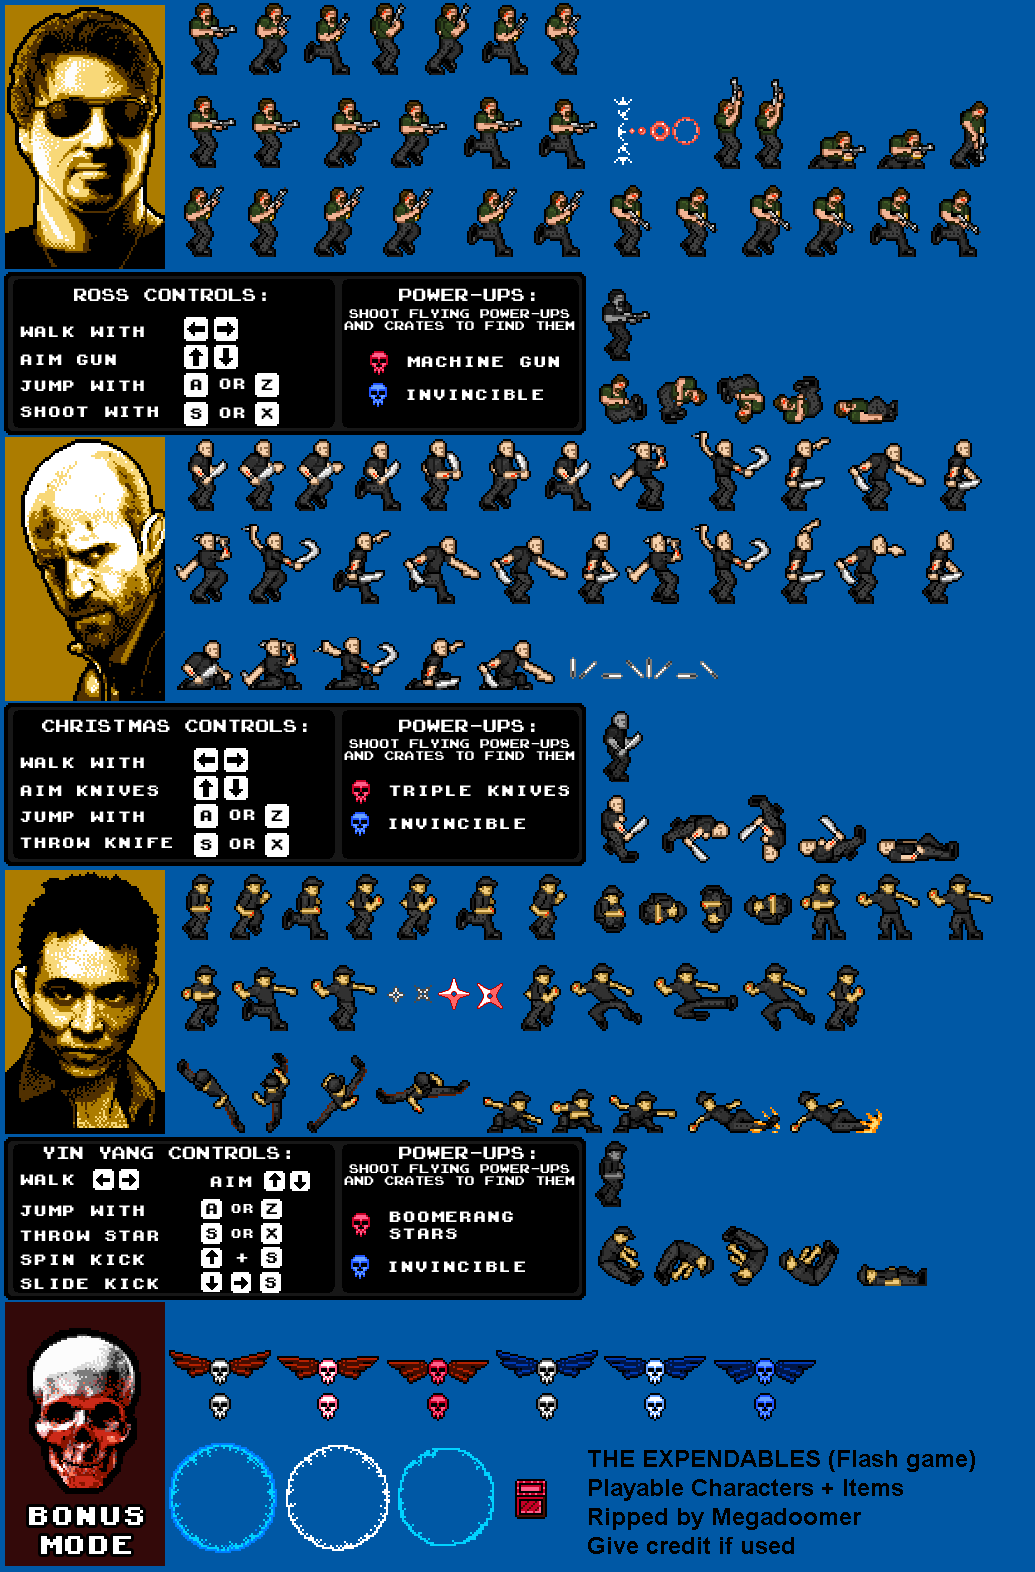 ROSS CONTROLS:
WALK WITH
AIM GUN
JUMP WITH A OR Z
SHOOT WITH S OR X
POWER-UPS:
SHOOT FLYING POWER-UPS
AND CRATES TO FIND THEM
MACHINE GUN
INVINCIBLE
CHRISTMAS CONTROLS:
WALK WITH
AIM KNIVES
JUMP WITH A OR Z
THROW KNIFE S OR X
POWER-UPS:
SHOOT FLYING POWER-UPS
AND CRATES TO FIND THEM
TRIPLE KNIVES
INVINCIBLE
YIN YANG CONTROLS:
WALK AIM
JUMP WITH A OR Z
THROW STAR S OR X
SPIN KICK + S
SLIDE KICK S
POWER-UPS:
SHOOT FLYING POWER-UPS
AND CRATES TO FIND THEM
BOOMERANG
STARS
INVINCIBLE
BONUS
MODE
THE EXPENDABLES (Flash game)
Playable Characters + Items
Ripped by Megadoomer
Give credit if used